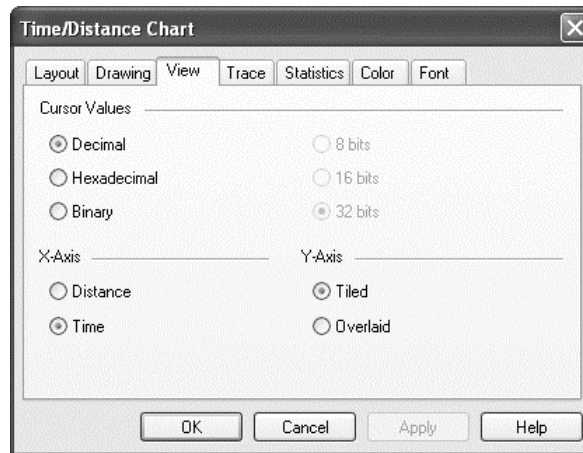 Time/Distance Chart
Layout Drawing View Trace Statistics Color Font
Cursor Values
Decimal 8 bits
Hexadecimal 16 bits
Binary 32 bits
X-Axis Y-Axis
Distance Tiled
Time Overlaid
OK Cancel Apply Help